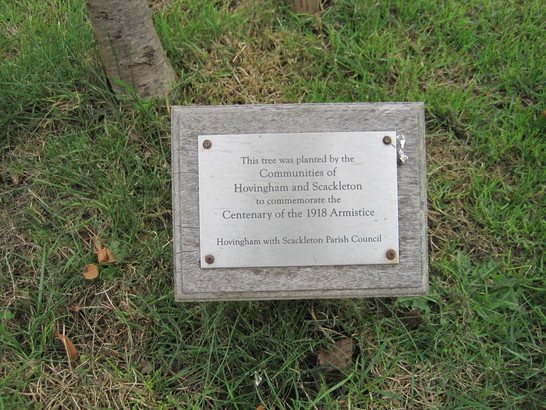 This tree was planted by the
Communities of
Hovingham and Scackleton
to commemorate the
Centenary of the 1918 Armistice
Hovingham with Scackleton Parish Council